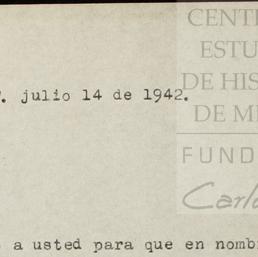 CENT
ESTU
DE HIS
julio 14 de 1942.
DE M
FUND
Carl
a usted para que en nomb